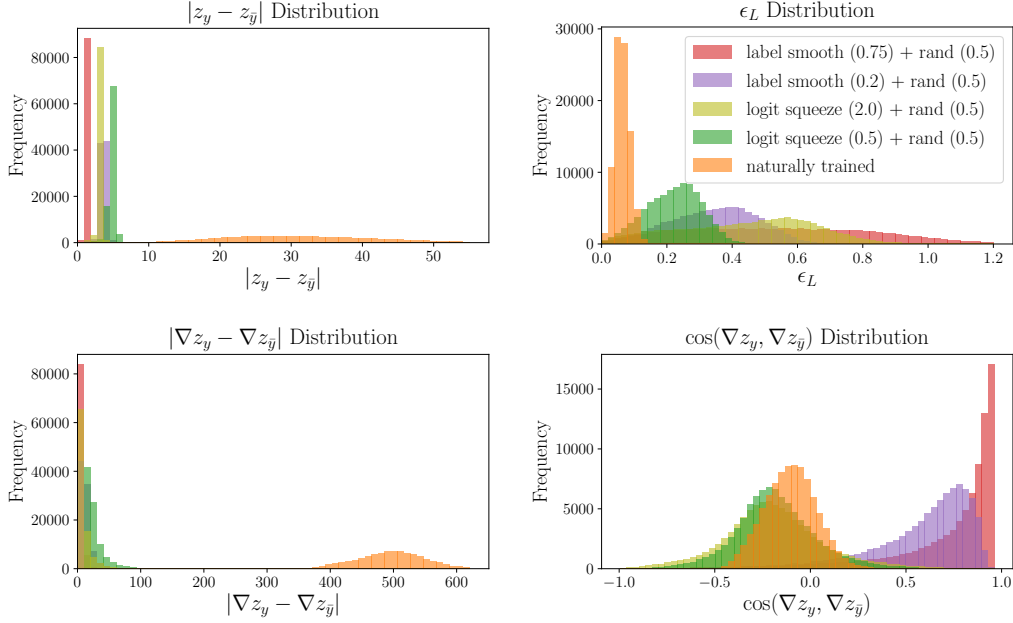 |z_y − z_ȳ| Distribution
Frequency
80000
60000
40000
20000
0
0 10 20 30 40 50
|z_y − z_ȳ|
ϵ_L Distribution
Frequency
30000
20000
10000
0
label smooth (0.75) + rand (0.5)
label smooth (0.2) + rand (0.5)
logit squeeze (2.0) + rand (0.5)
logit squeeze (0.5) + rand (0.5)
naturally trained
0.0 0.2 0.4 0.6 0.8 1.0 1.2
ϵ_L
|∇z_y − ∇z_ȳ| Distribution
Frequency
80000
60000
40000
20000
0
0 100 200 300 400 500 600
|∇z_y − ∇z_ȳ|
cos(∇z_y, ∇z_ȳ) Distribution
Frequency
15000
10000
5000
0
−1.0 −0.5 0.0 0.5 1.0
cos(∇z_y, ∇z_ȳ)